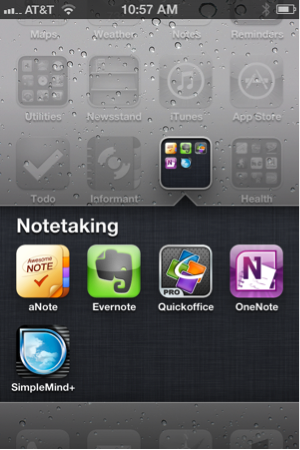 AT&T 10:57 AM
Maps Weather Notes Reminders
Utilities Newsstand iTunes App Store
Todo Informant Health
Notetaking
Awesome
NOTE
PRO
N
aNote Evernote Quickoffice OneNote
SimpleMind+